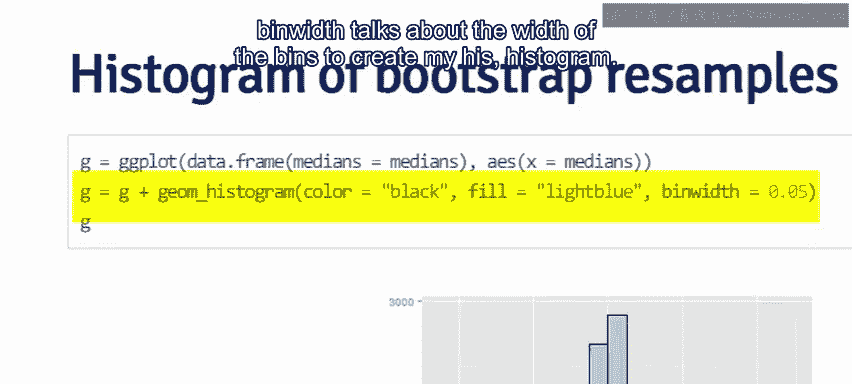 binwidth talks about the width of
the bins to create my his, histogram.
Histogram of bootstrap resamples
g = ggplot(data.frame(medians = medians), aes(x = medians))
g = g + geom_histogram(color = "black", fill = "lightblue", binwidth = 0.05)
g
3000